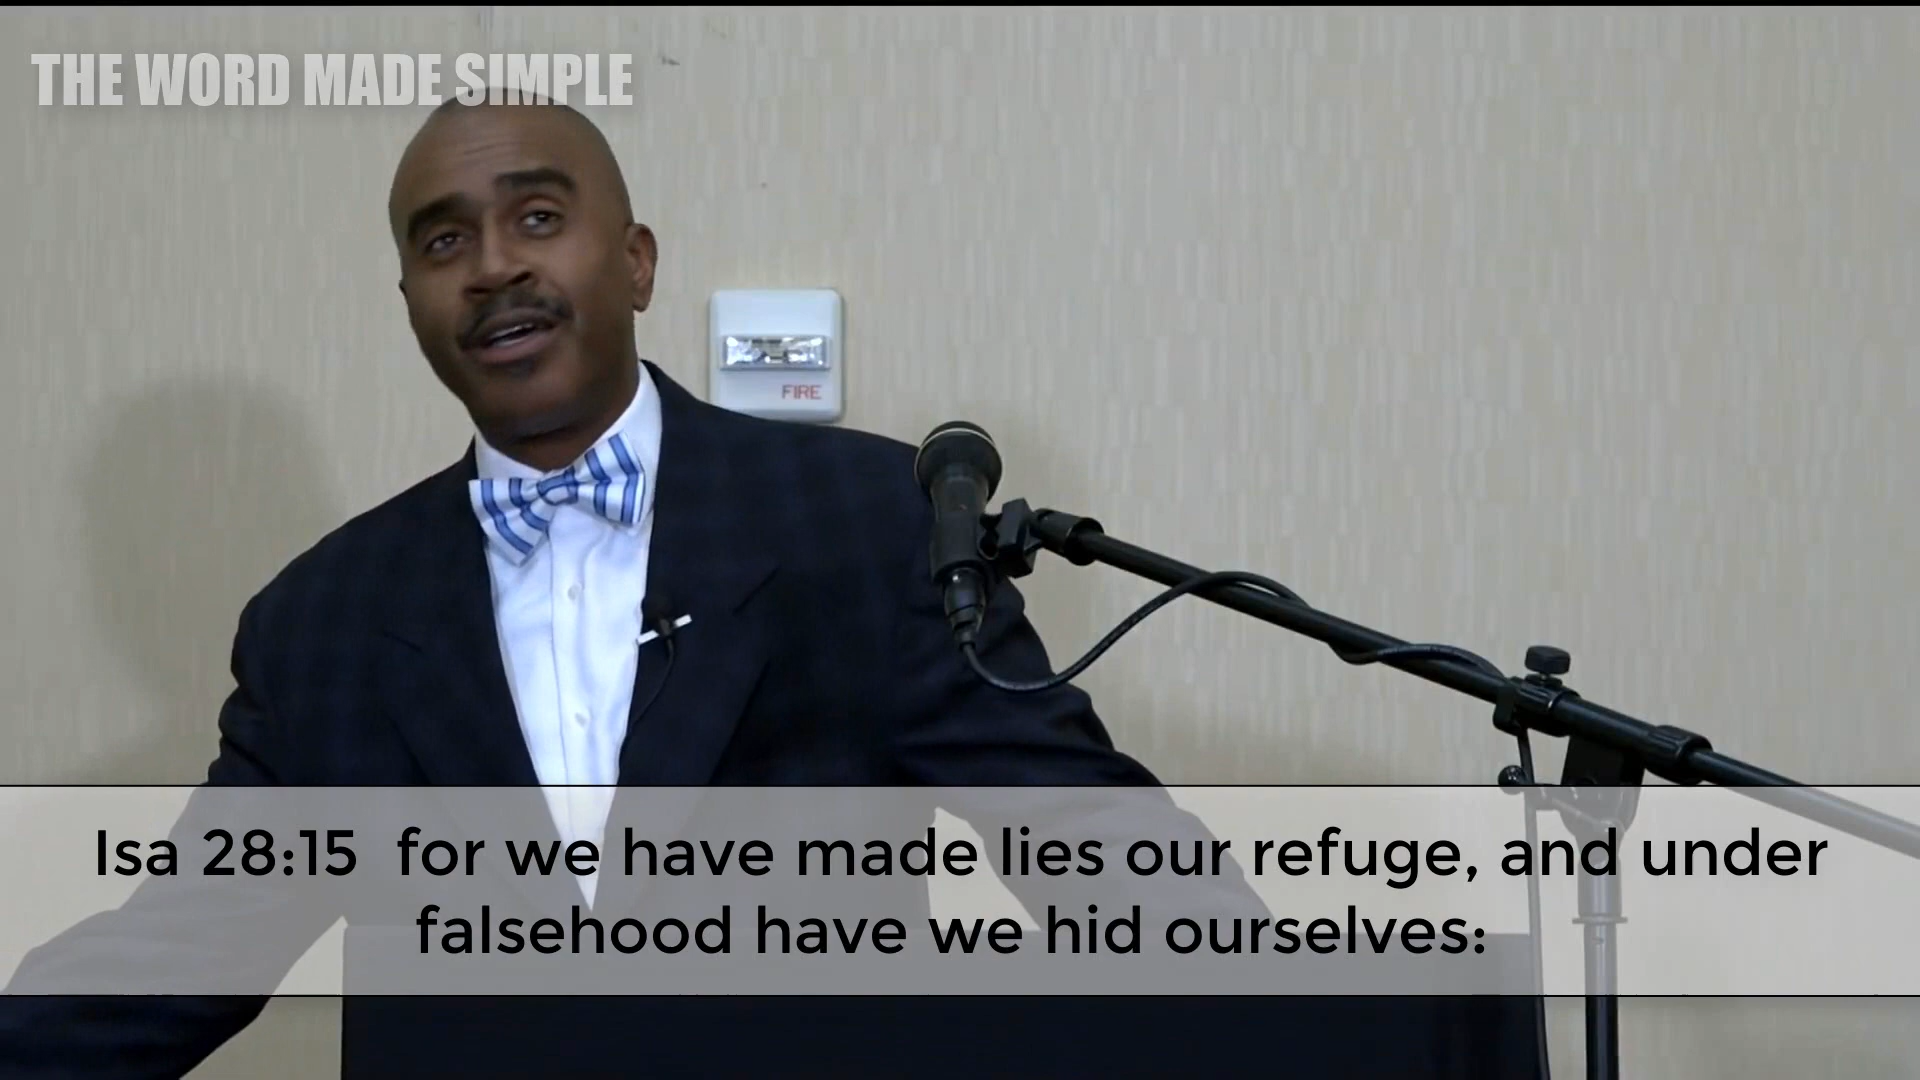 THE WORD MADE SIMPLE
FIRE
Isa 28:15  for we have made lies our refuge, and under
falsehood have we hid ourselves: